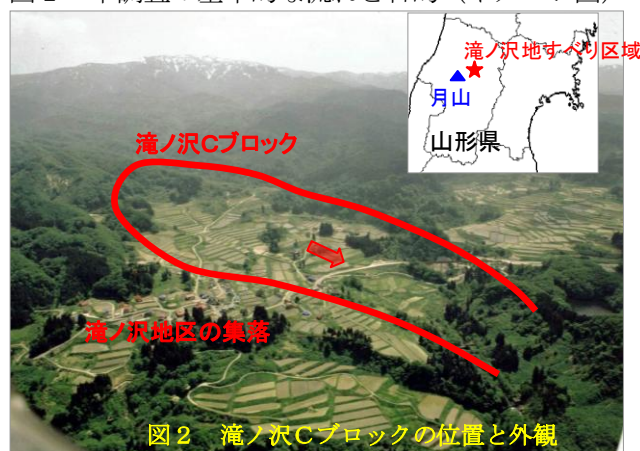 滝ノ沢地すべり区域
月山
山形県
滝ノ沢Cブロック
滝ノ沢地区の集落
図2　滝ノ沢Cブロックの位置と外観